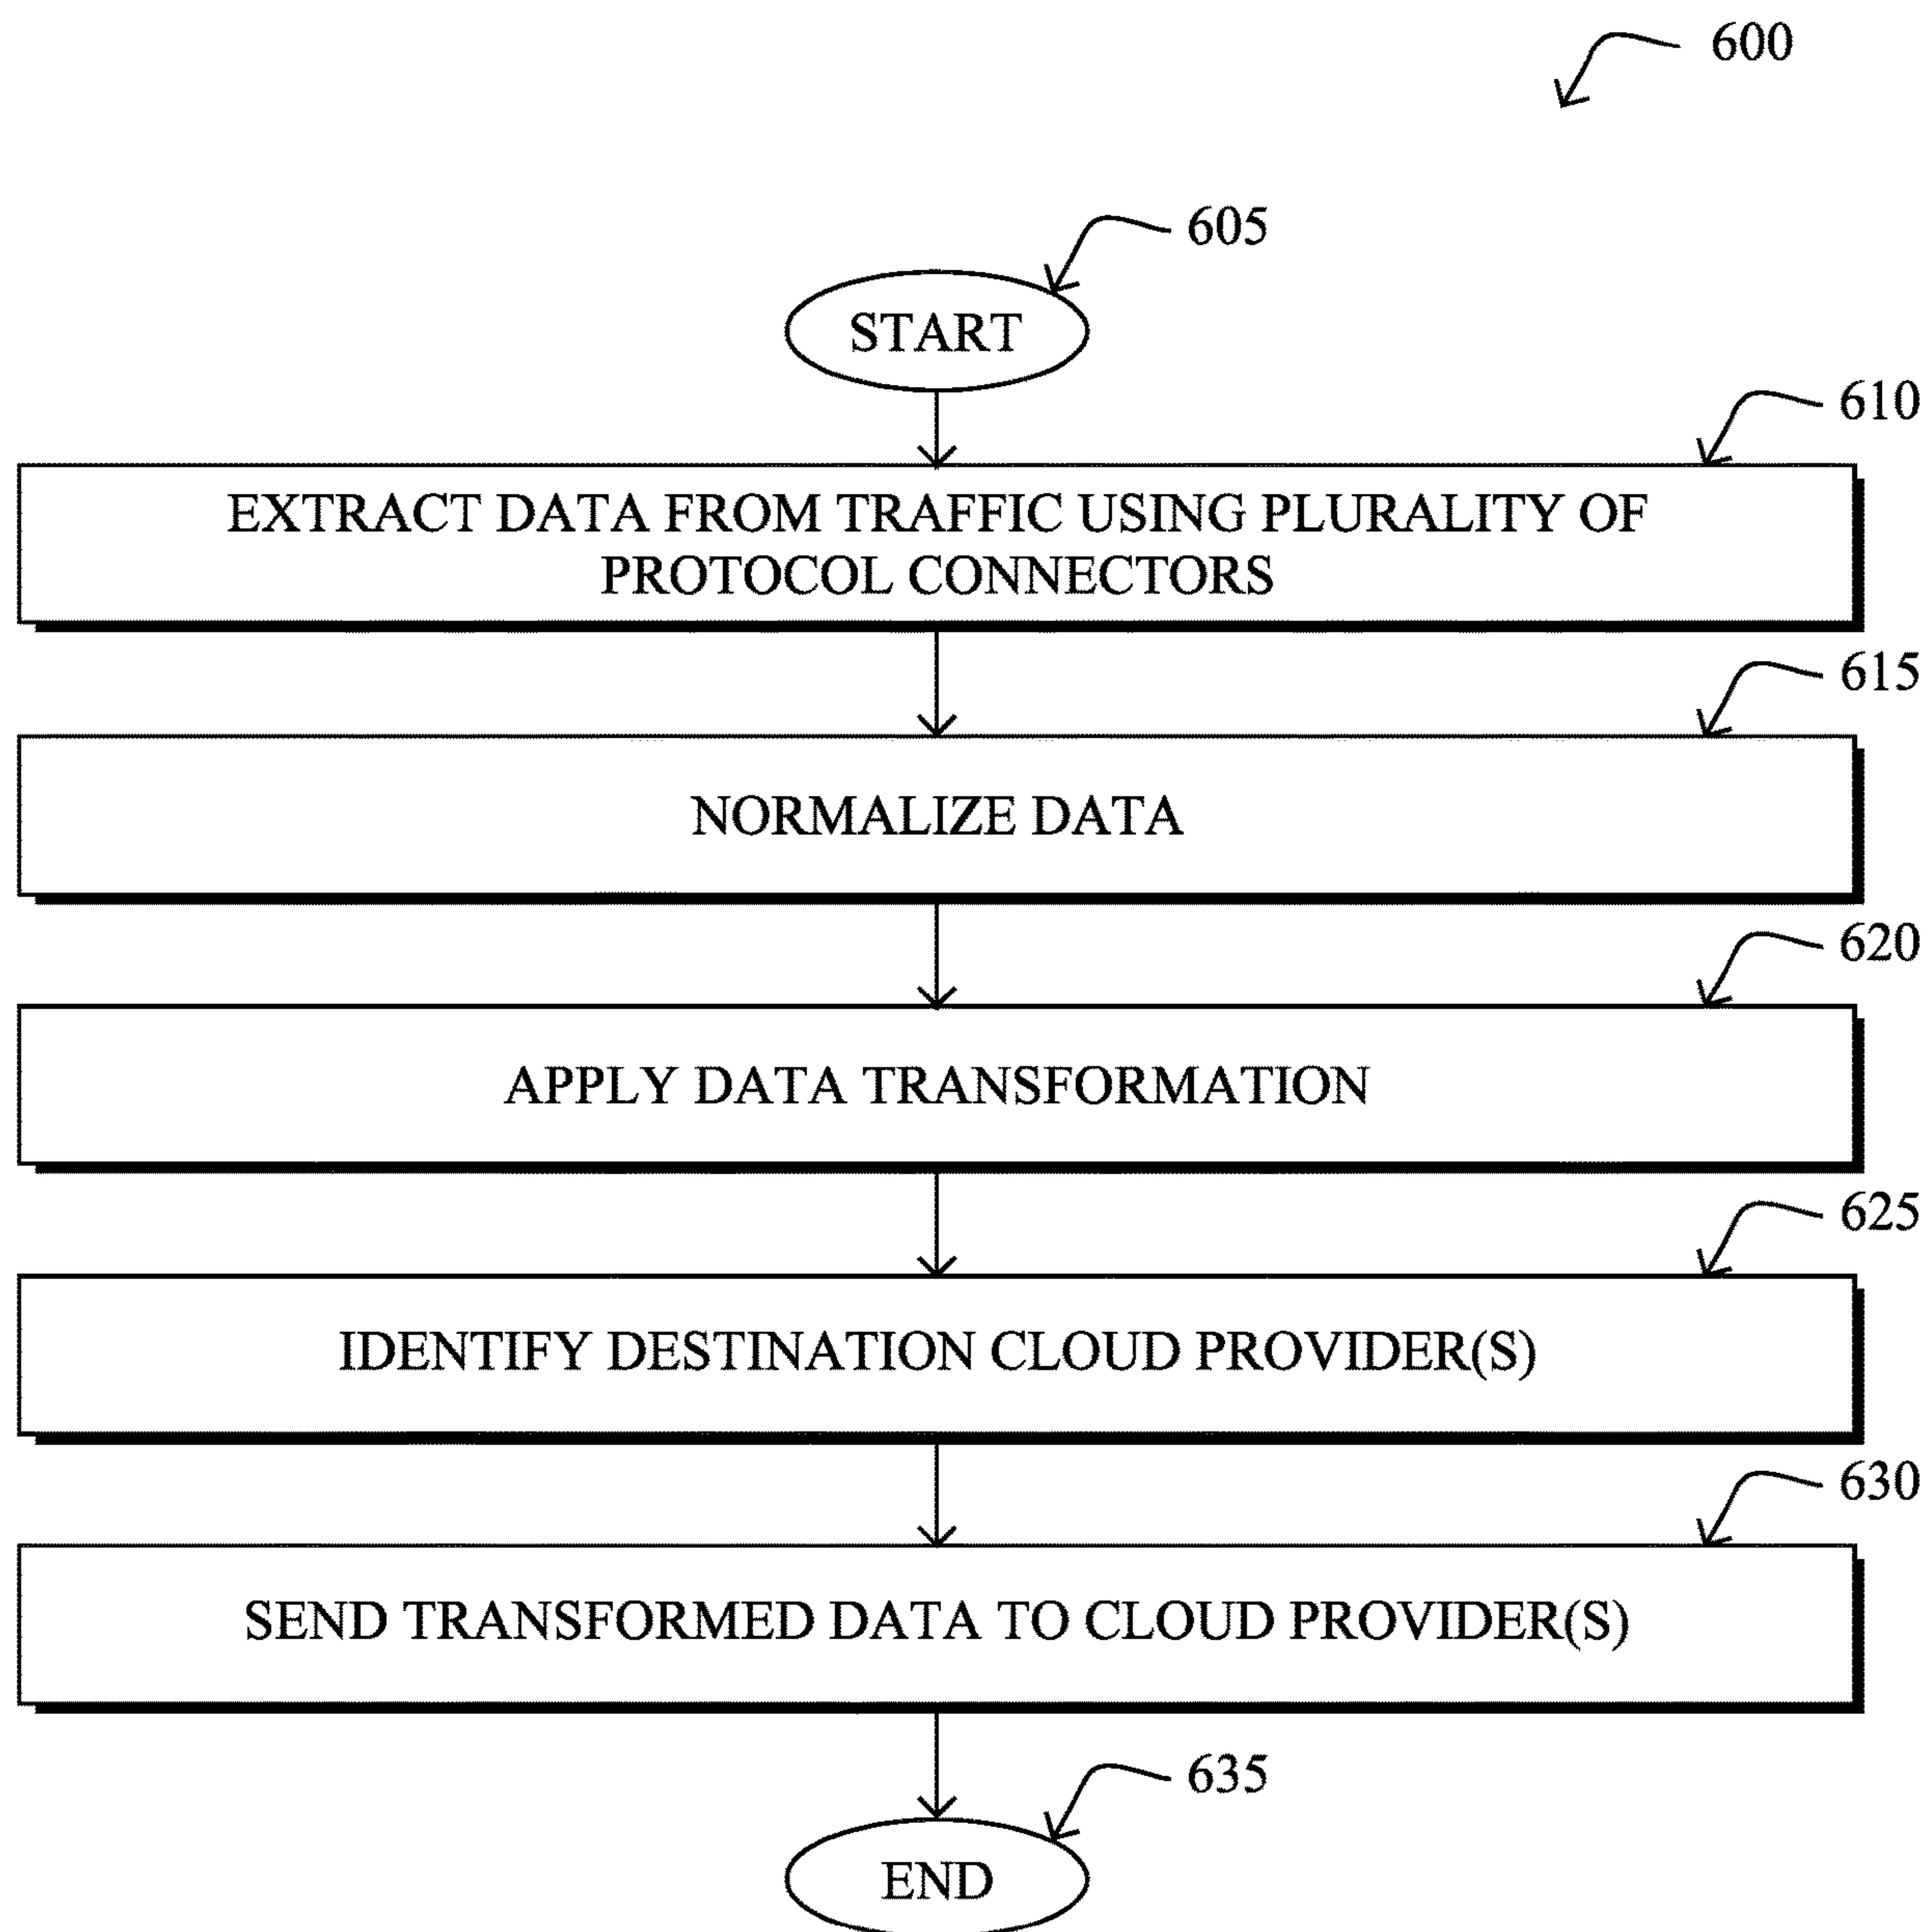 600
605
START
610
EXTRACT DATA FROM TRAFFIC USING PLURALITY OF
PROTOCOL CONNECTORS
615
NORMALIZE DATA
620
APPLY DATA TRANSFORMATION
625
IDENTIFY DESTINATION CLOUD PROVIDER(S)
630
SEND TRANSFORMED DATA TO CLOUD PROVIDER(S)
635
END